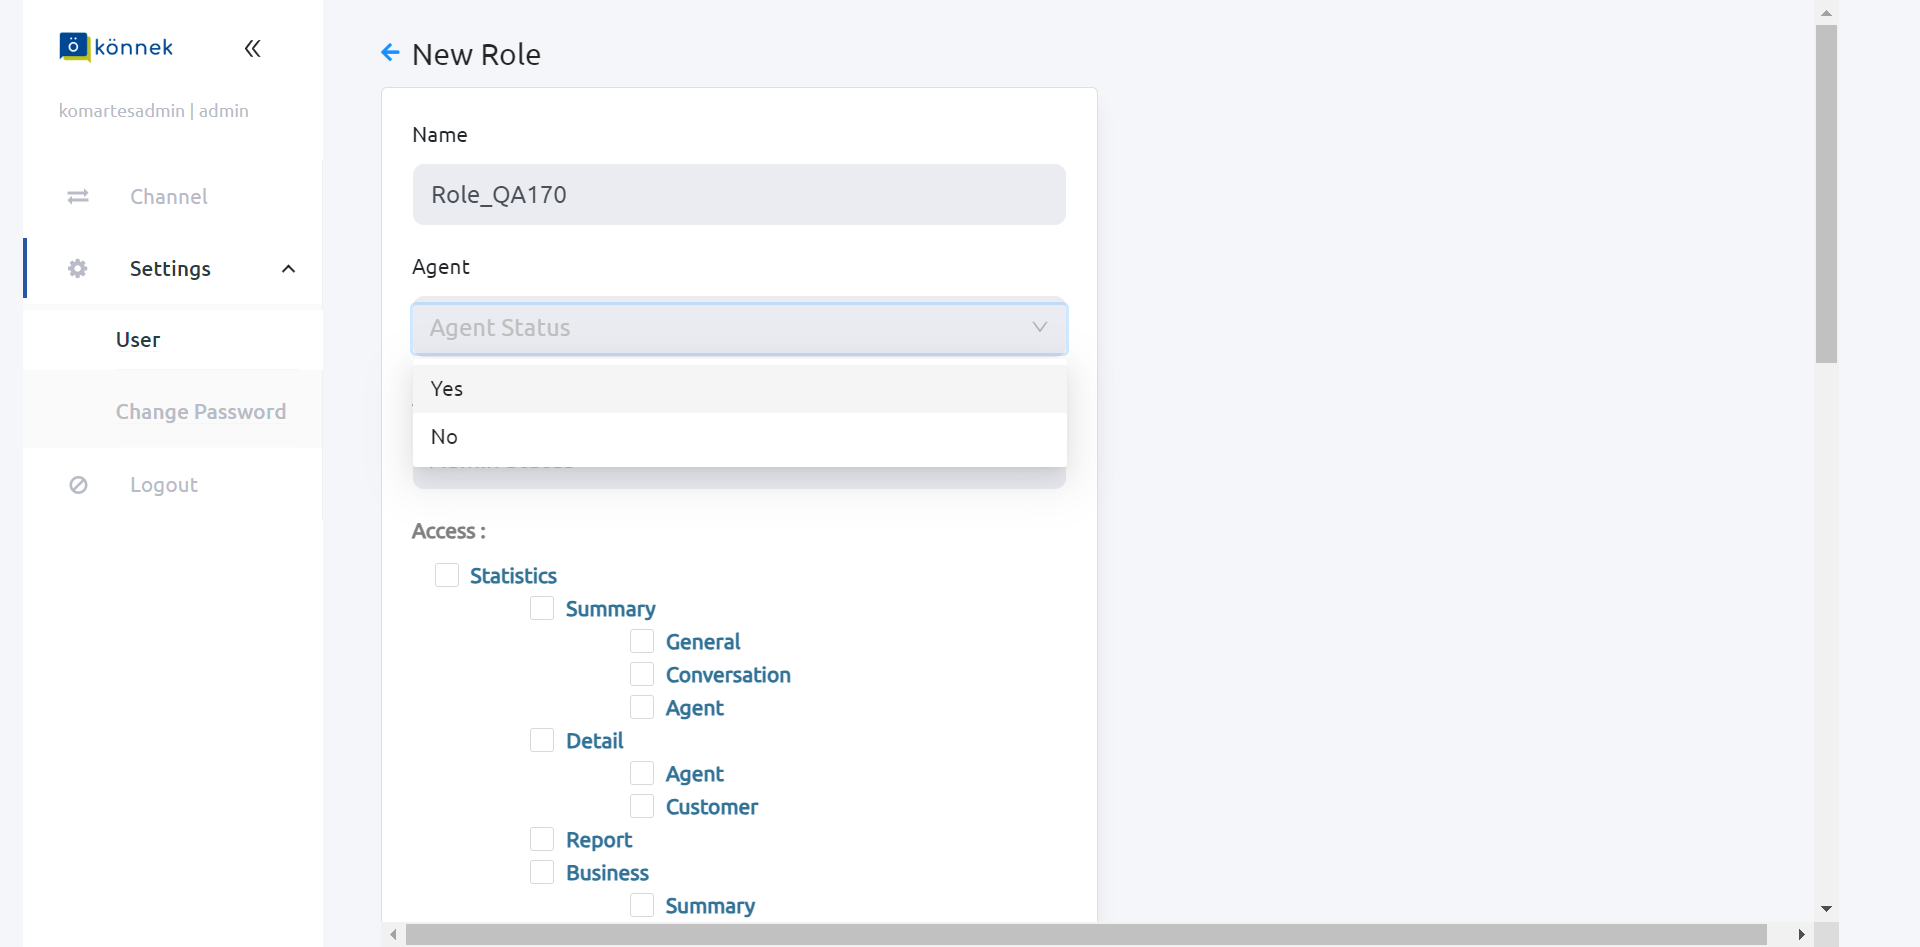 ö könnek
komartesadmin | admin
Channel
Settings
User
Change Password
Logout
New Role
Name
Role_QA170
Agent
Agent Status
Yes
No
Access :
Statistics
Summary
General
Conversation
Agent
Detail
Agent
Customer
Report
Business
Summary